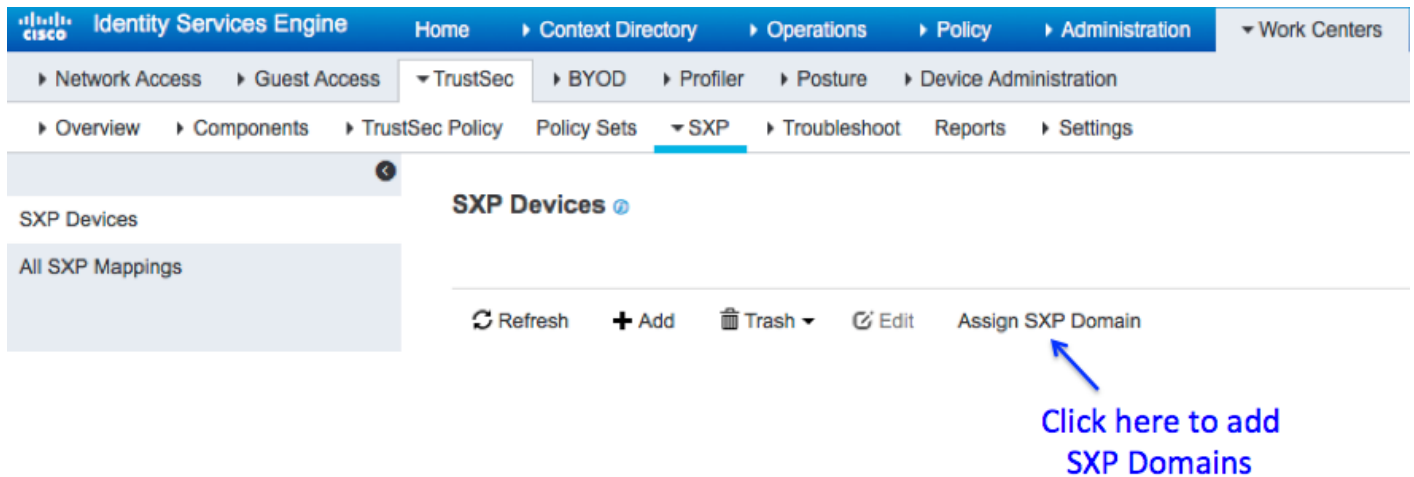 cisco Identity Services Engine Home Context Directory Operations Policy Administration Work Centers
Network Access Guest Access TrustSec BYOD Profiler Posture Device Administration
Overview Components TrustSec Policy Policy Sets SXP Troubleshoot Reports Settings
SXP Devices
SXP Devices
All SXP Mappings
Refresh Add Trash Edit Assign SXP Domain
Click here to add
SXP Domains